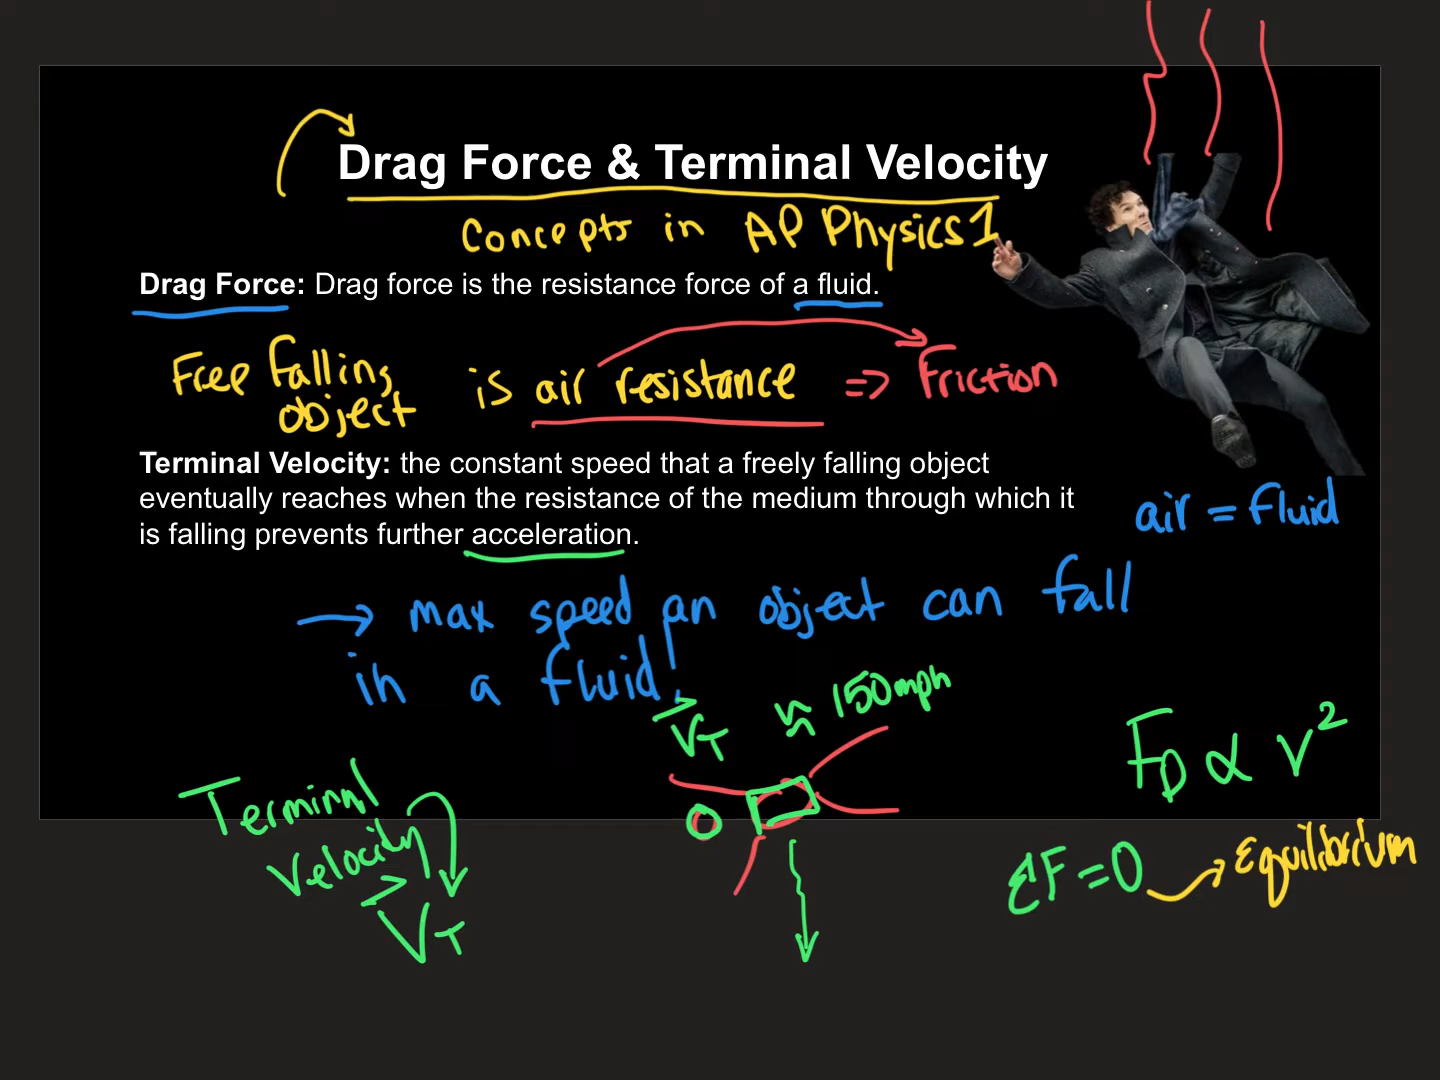 Drag Force & Terminal Velocity
Concepts in AP Physics 1
Drag Force: Drag force is the resistance force of a fluid.
Free falling object is air resistance => Friction
Terminal Velocity: the constant speed that a freely falling object
eventually reaches when the resistance of the medium through which it
is falling prevents further acceleration.
air = fluid
→ max speed an object can fall
in a fluid!
V⃗_T ≈ 150mph
F_D ∝ v²
Terminal
Velocity
V⃗_T
ΣF = 0 → Equilibrium